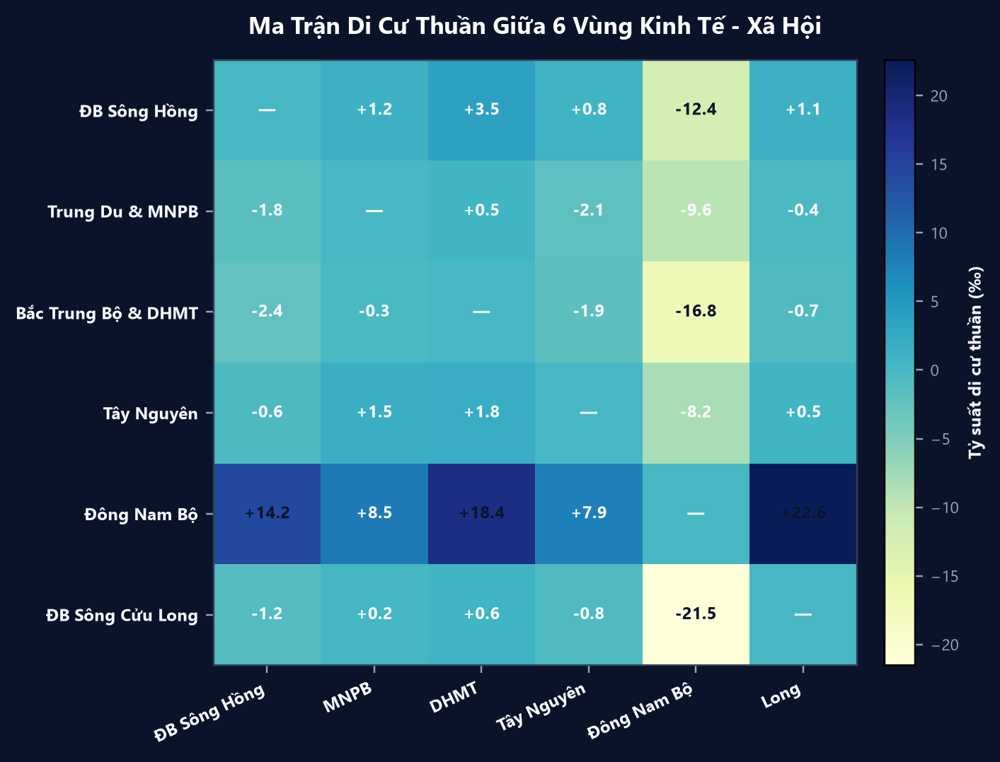 Ma Trận Di Cư Thuần Giữa 6 Vùng Kinh Tế - Xã Hội
ĐB Sông Hồng — +1.2 +3.5 +0.8 -12.4 +1.1
Trung Du & MNPB -1.8 — +0.5 -2.1 -9.6 -0.4
Bắc Trung Bộ & DHMT -2.4 -0.3 — -1.9 -16.8 -0.7
Tây Nguyên -0.6 +1.5 +1.8 — -8.2 +0.5
Đông Nam Bộ +14.2 +8.5 +18.4 +7.9 — +22.6
ĐB Sông Cửu Long -1.2 +0.2 +0.6 -0.8 -21.5 —
ĐB Sông Hồng MNPB DHMT Tây Nguyên Đông Nam Bộ Long
20
15
10
5
0
−5
−10
−15
−20
Tỷ suất di cư thuần (‰)